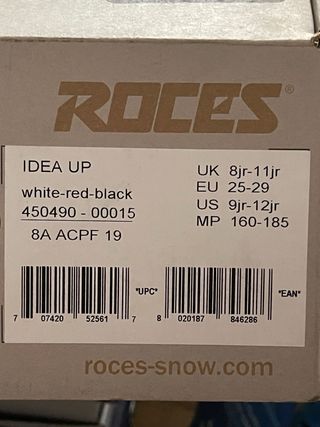 ROCES®
IDEA UP
white-red-black
450490 - 00015
8A ACPF 19
UK 8jr-11jr
EU 25-29
US 9jr-12jr
MP 160-185
"UPC"
7 07420 52561 7
"EAN"
8 020187 846286
roces-snow.com